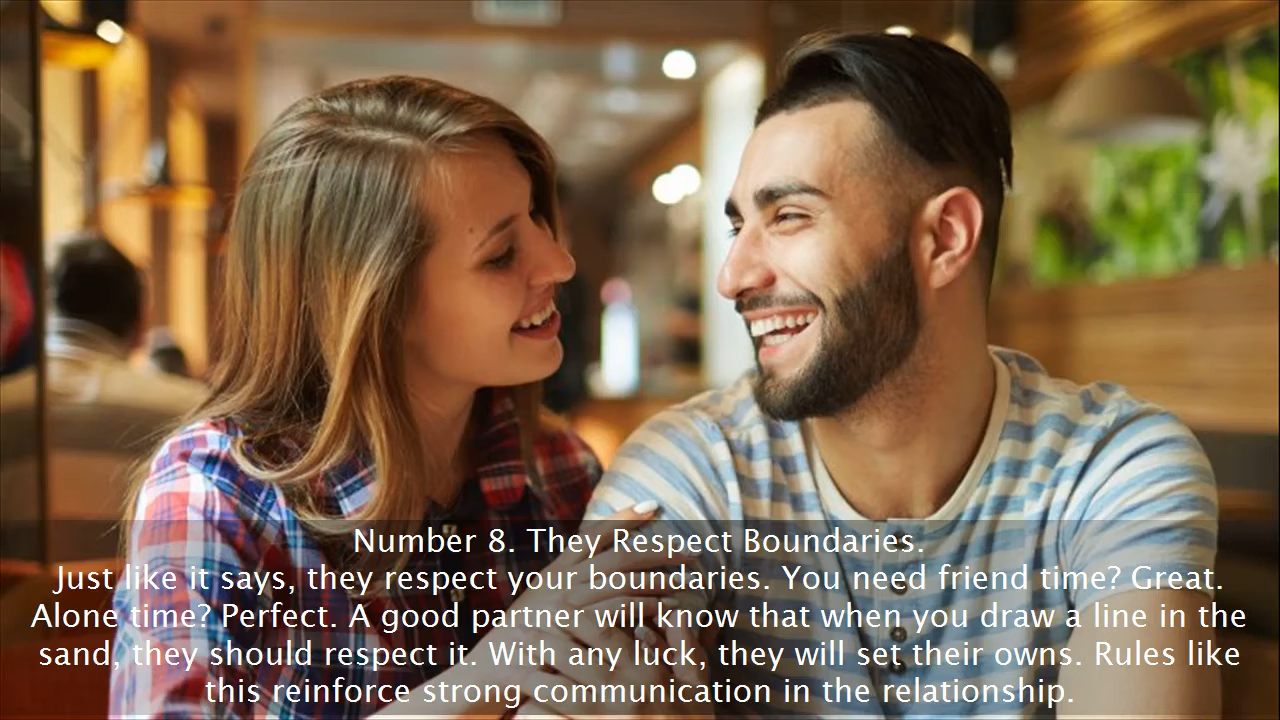 Number 8. They Respect Boundaries.
Just like it says, they respect your boundaries. You need friend time? Great.
Alone time? Perfect. A good partner will know that when you draw a line in the
sand, they should respect it. With any luck, they will set their owns. Rules like
this reinforce strong communication in the relationship.